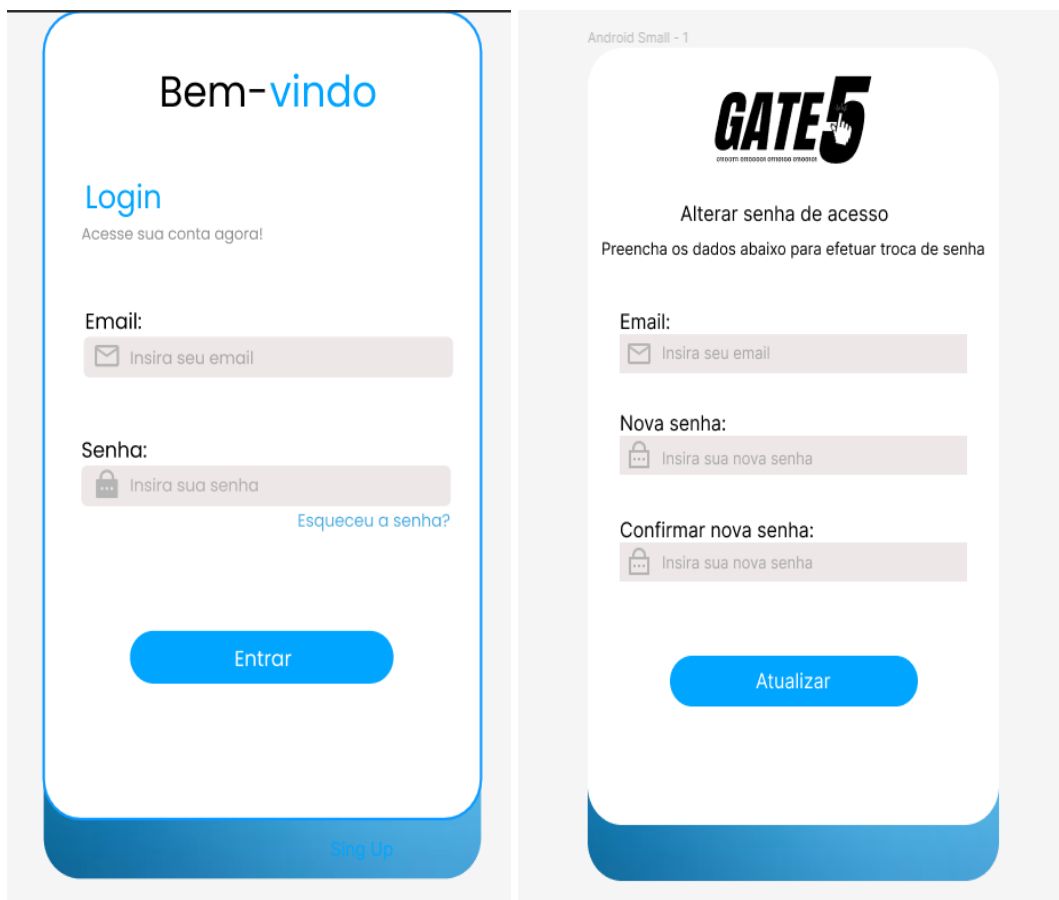 Bem-vindo
Login
Acesse sua conta agora!
Email:
Insira seu email
Senha:
Insira sua senha
Esqueceu a senha?
Entrar
Sing Up
Android Small - 1
GATE5
Alterar senha de acesso
Preencha os dados abaixo para efetuar troca de senha
Email:
Insira seu email
Nova senha:
Insira sua nova senha
Confirmar nova senha:
Insira sua nova senha
Atualizar